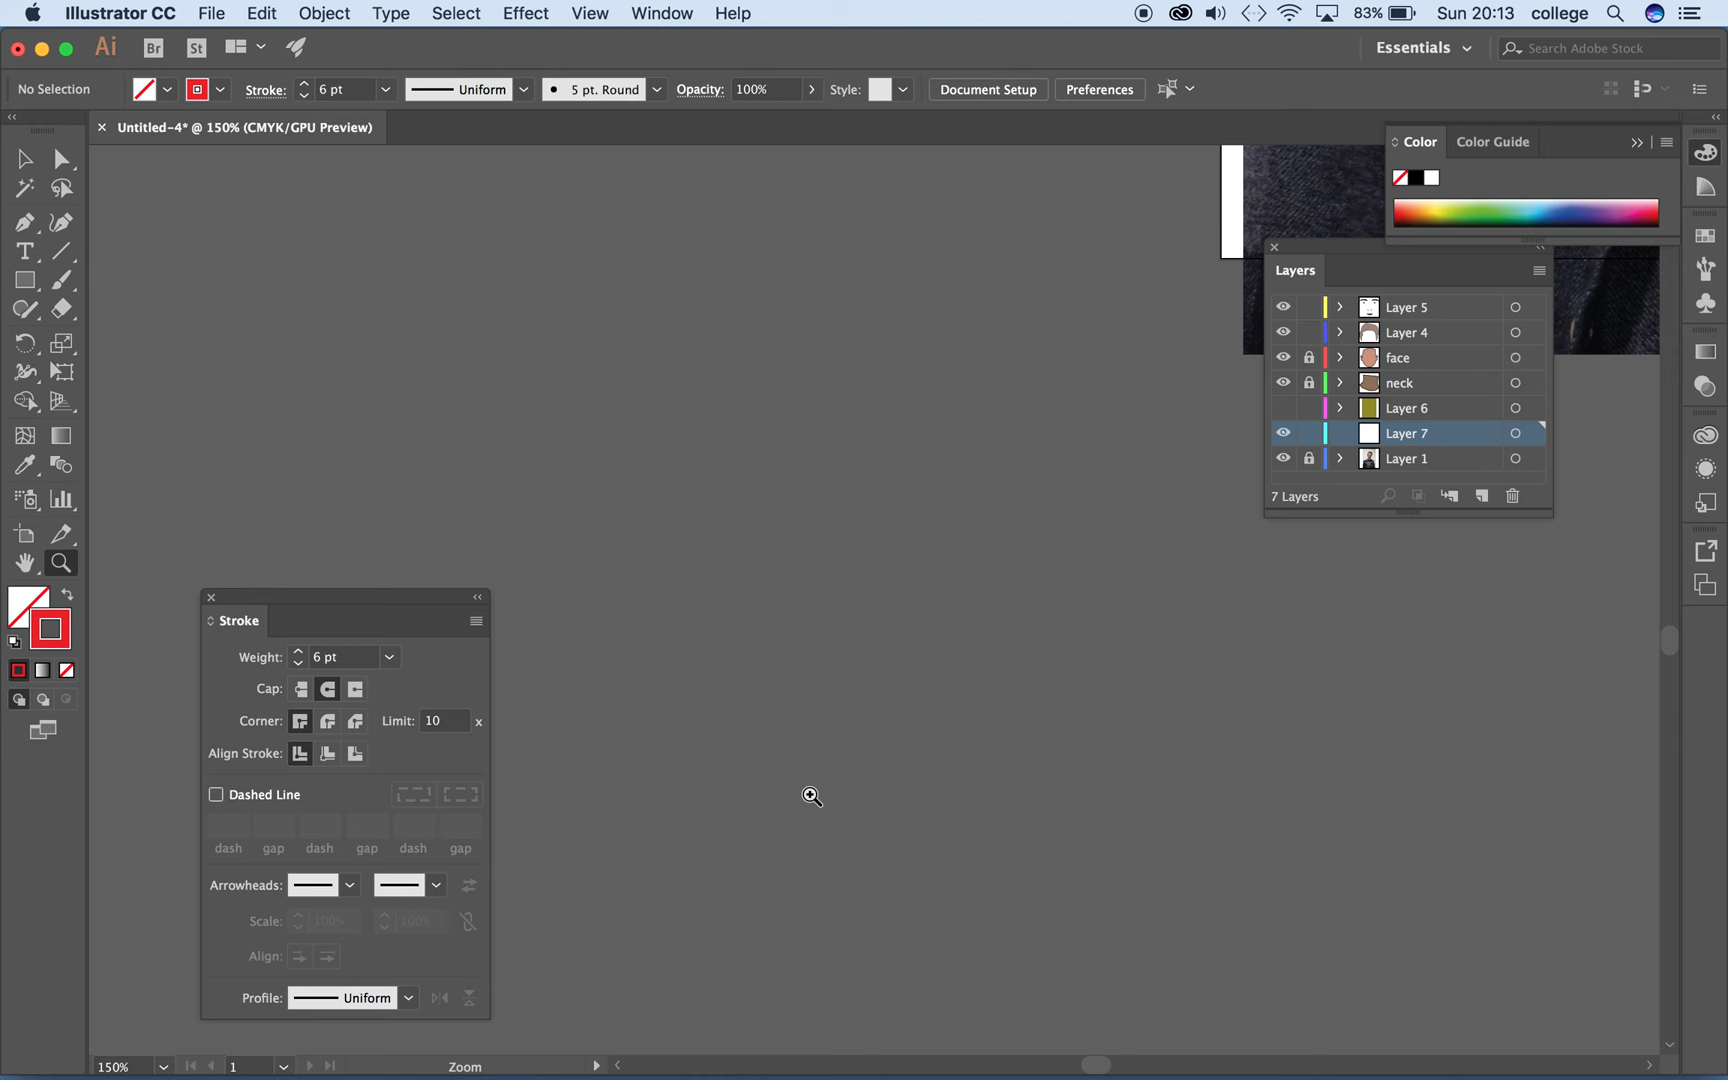 Illustrator CC File Edit Object Type Select Effect View Window Help 83% Sun 20:13 college
Ai Br St Essentials Search Adobe Stock
No Selection Stroke: 6 pt Uniform 5 pt. Round Opacity: 100% Style: Document Setup Preferences
Untitled-4* @ 150% (CMYK/GPU Preview)
Color Color Guide
Layers
Layer 5
Layer 4
face
neck
Layer 6
Layer 7
Layer 1
7 Layers
Stroke
Weight: 6 pt
Cap:
Corner: Limit: 10 x
Align Stroke:
Dashed Line
dash gap dash gap dash gap
Arrowheads:
Scale: 100% 100%
Align:
Profile: Uniform
150% 1 Zoom